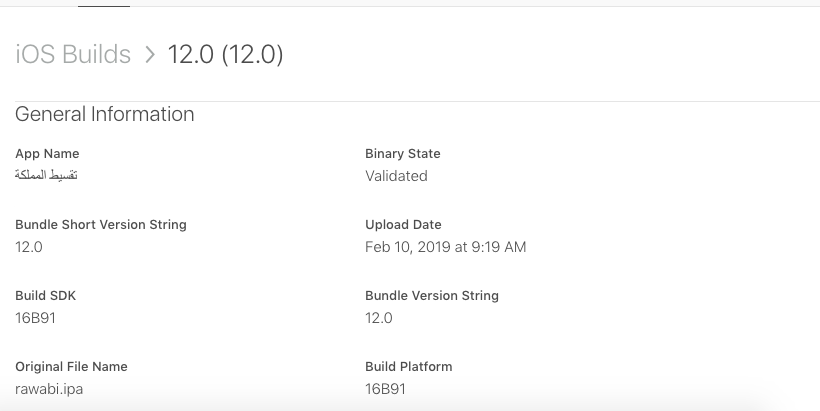 iOS Builds > 12.0 (12.0)
General Information
App Name
تقسيط المملكة
Binary State
Validated
Bundle Short Version String
12.0
Upload Date
Feb 10, 2019 at 9:19 AM
Build SDK
16B91
Bundle Version String
12.0
Original File Name
rawabi.ipa
Build Platform
16B91